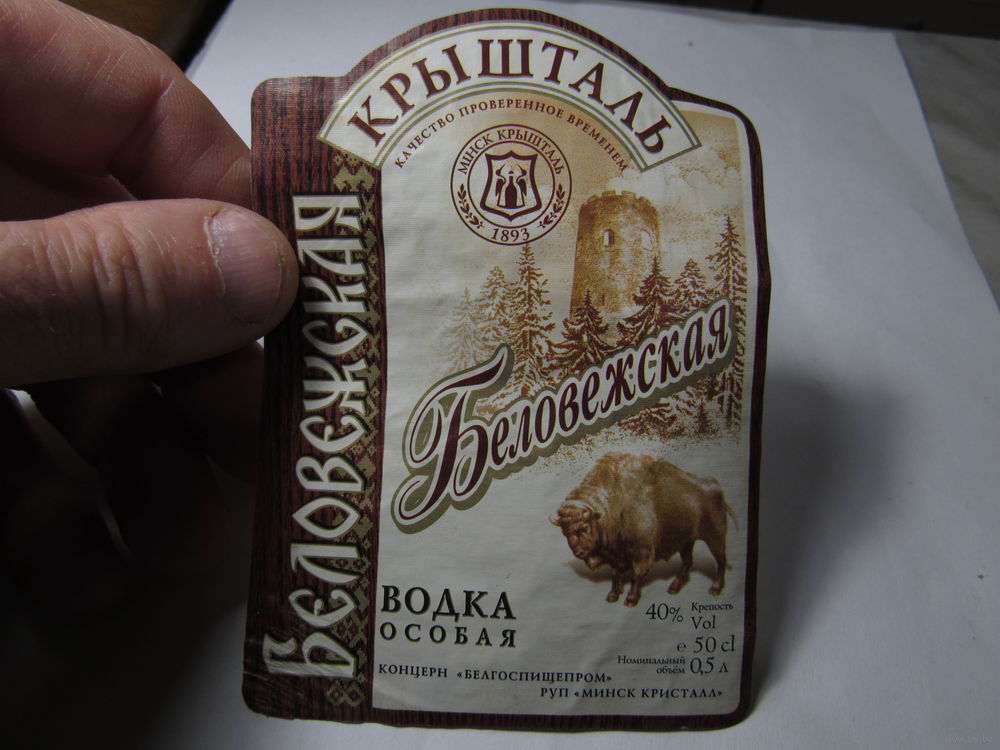 КРЫШТАЛЬ
КАЧЕСТВО ПРОВЕРЕННОЕ ВРЕМЕНЕМ
МІНСК КРЫШТАЛЬ
1893
БЕЛОВЕЖСКАЯ
Беловежская
ВОДКА
ОСОБАЯ
40% Крепость
Vol
e 50 cl
Номинальный
объём 0,5 л
КОНЦЕРН «БЕЛГОСПИЩЕПРОМ»
РУП «МИНСК КРИСТАЛЛ»